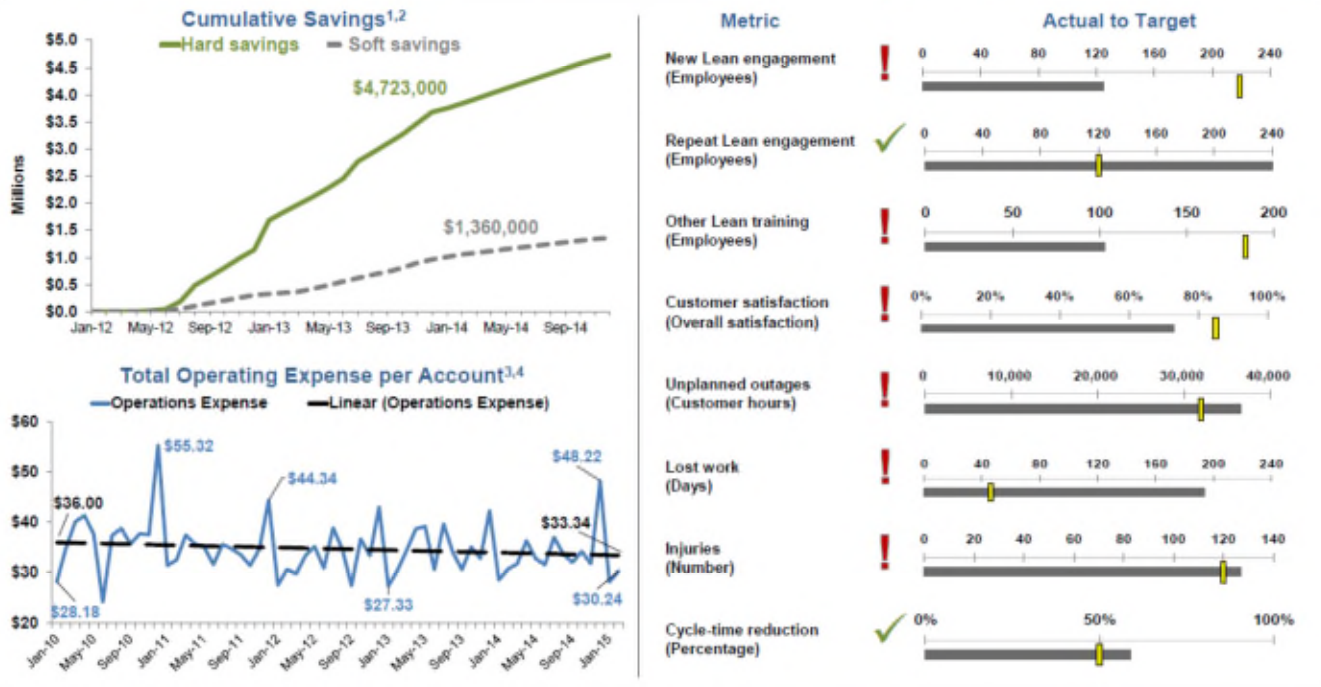 Cumulative Savings1,2
Hard savings
Soft savings
Millions
$5.0
$4.5
$4.0
$3.5
$3.0
$2.5
$2.0
$1.5
$1.0
$0.5
$0.0
$4,723,000
$1,360,000
Jan-12 May-12 Sep-12 Jan-13 May-13 Sep-13 Jan-14 May-14 Sep-14
Total Operating Expense per Account3,4
Operations Expense
Linear (Operations Expense)
$60
$50
$40
$30
$20
$55.32
$44.34
$48.22
$36.00
$33.34
$28.18
$27.33
$30.24
Jan-10 May-10 Sep-10 Jan-11 May-11 Sep-11 Jan-12 May-12 Sep-12 Jan-13 May-13 Sep-13 Jan-14 May-14 Sep-14 Jan-15
Metric
Actual to Target
New Lean engagement
(Employees)
!
0 40 80 120 160 200 240
Repeat Lean engagement
(Employees)
✓
0 40 80 120 160 200 240
Other Lean training
(Employees)
!
0 50 100 150 200
Customer satisfaction
(Overall satisfaction)
!
0% 20% 40% 60% 80% 100%
Unplanned outages
(Customer hours)
!
0 10,000 20,000 30,000 40,000
Lost work
(Days)
!
0 40 80 120 160 200 240
Injuries
(Number)
!
0 20 40 60 80 100 120 140
Cycle-time reduction
(Percentage)
✓
0% 50% 100%